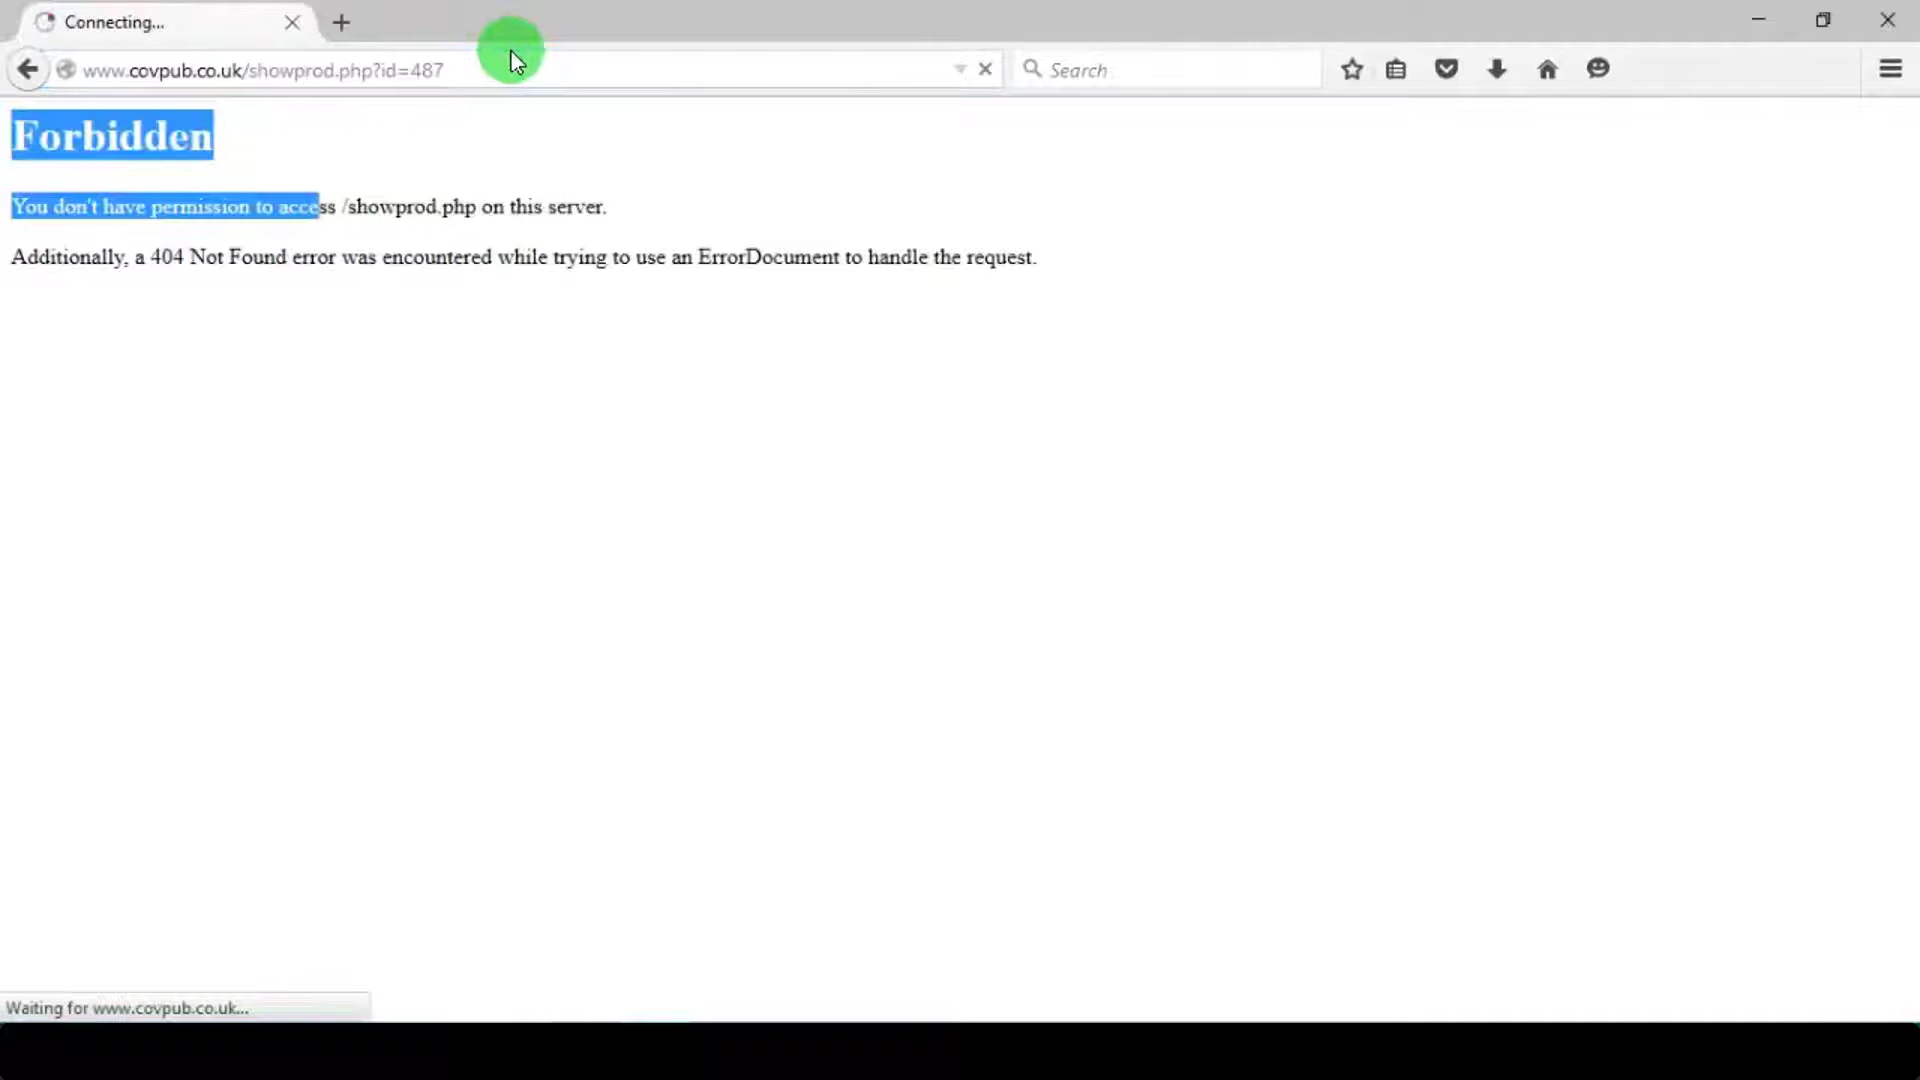 Connecting...
www.covpub.co.uk/showprod.php?id=487
Search
Forbidden
You don't have permission to access /showprod.php on this server.
Additionally, a 404 Not Found error was encountered while trying to use an ErrorDocument to handle the request.
Waiting for www.covpub.co.uk...